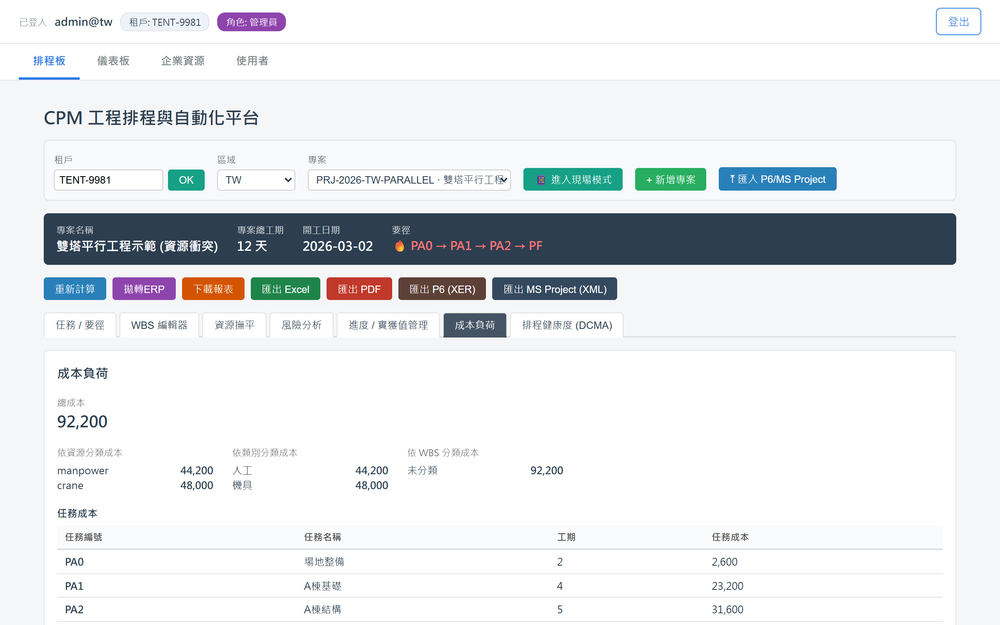 已登入 admin@tw 租戶: TENT-9981 角色: 管理員 登出
排程板 儀表板 企業資源 使用者
CPM 工程排程與自動化平台
租戶 區域 專案
TENT-9981 OK TW PRJ-2026-TW-PARALLEL · 雙塔平行工程 進入現場模式 + 新增專案 ⤒ 匯入 P6/MS Project
專案名稱 專案總工期 開工日期 要徑
雙塔平行工程示範 (資源衝突) 12 天 2026-03-02 🔥 PA0 → PA1 → PA2 → PF
重新計算 拋轉ERP 下載報表 匯出 Excel 匯出 PDF 匯出 P6 (XER) 匯出 MS Project (XML)
任務 / 要徑 WBS 編輯器 資源撫平 風險分析 進度 / 實獲值管理 成本負荷 排程健康度 (DCMA)
成本負荷
總成本
92,200
依資源分類成本 依類別分類成本 依 WBS 分類成本
manpower 44,200 人工 44,200 未分類 92,200
crane 48,000 機具 48,000
任務成本
任務編號 任務名稱 工期 任務成本
PA0 場地整備 2 2,600
PA1 A棟基礎 4 23,200
PA2 A棟結構 5 31,600